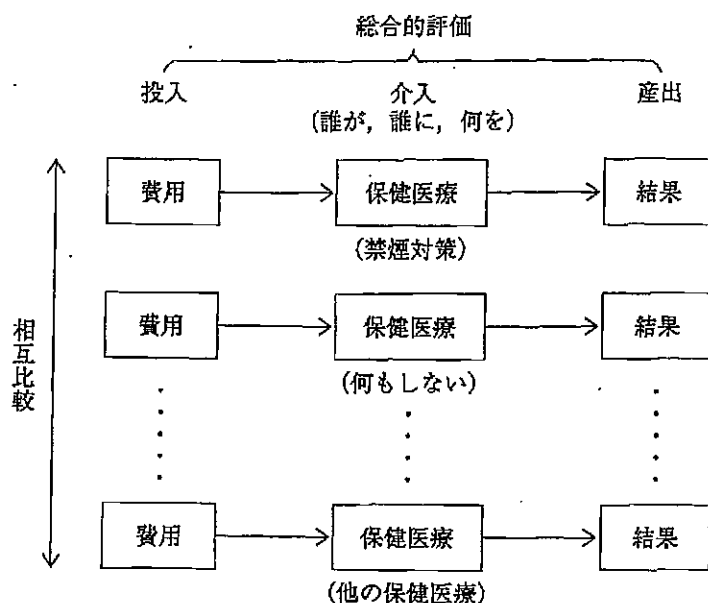 総合的評価
投入 介入 産出
(誰が，誰に，何を)
費用 保健医療 結果
(禁煙対策)
費用 保健医療 結果
(何もしない)
相互比較
費用 保健医療 結果
(他の保健医療)